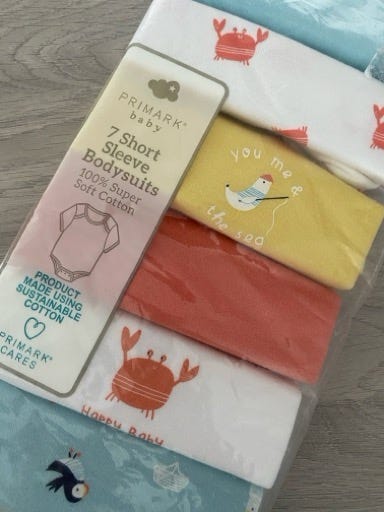 PRIMARK®
baby
7 Short
Sleeve
Bodysuits
100% Super
Soft Cotton
PRODUCT
MADE USING
SUSTAINABLE
COTTON
PRIMARK®
CARES
you me &
the sea
Happy Baby